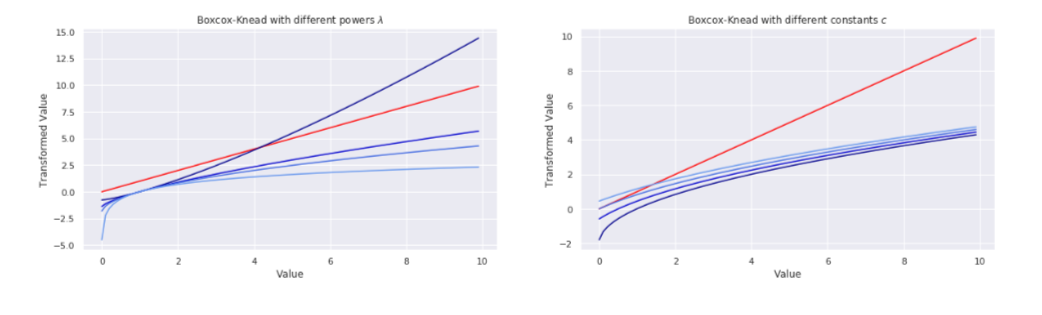 Boxcox-Knead with different powers λ
Transformed Value
15.0
12.5
10.0
7.5
5.0
2.5
0.0
−2.5
−5.0
0 2 4 6 8 10
Value
Boxcox-Knead with different constants c
Transformed Value
10
8
6
4
2
0
−2
0 2 4 6 8 10
Value